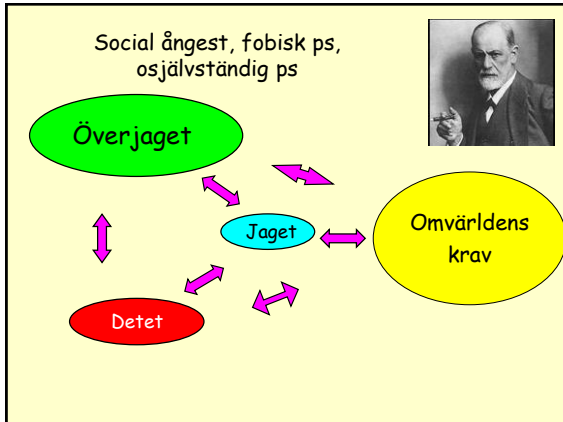 Social ångest, fobisk ps,
osjälvständig ps
Överjaget
Jaget
Omvärldens
krav
Detet